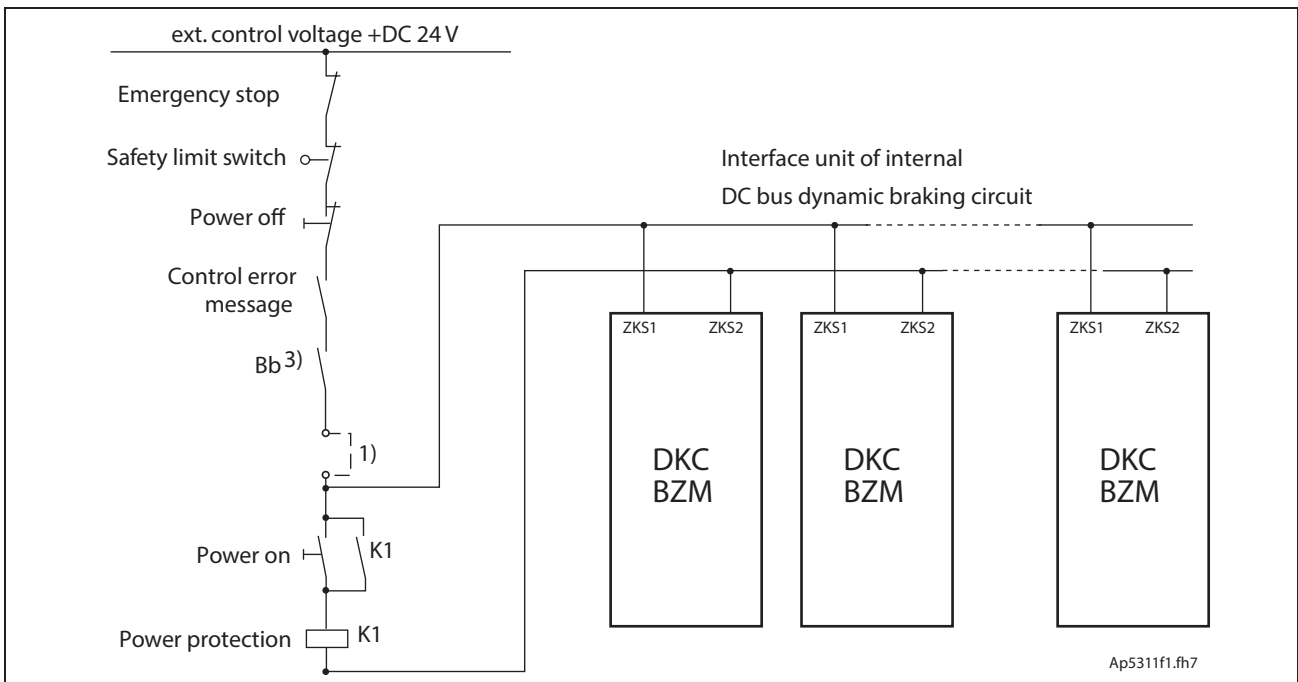 ext. control voltage +DC 24 V
Emergency stop
Safety limit switch
Power off
Control error
message
Bb 3)
1)
Power on
K1
Power protection
K1
Interface unit of internal
DC bus dynamic braking circuit
ZKS1 ZKS2
DKC
BZM
ZKS1 ZKS2
DKC
BZM
ZKS1 ZKS2
DKC
BZM
Ap5311f1.fh7